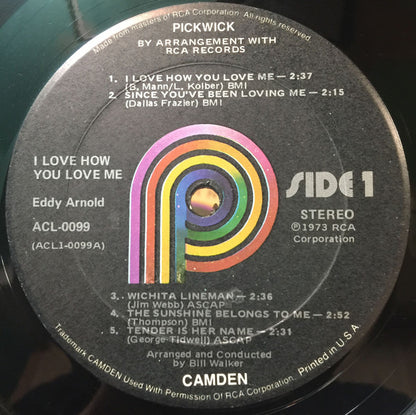 Made from masters of RCA Corporation. All rights reserved.
PICKWICK
BY ARRANGEMENT WITH
RCA RECORDS
1. I LOVE HOW YOU LOVE ME — 2:37
(B. Mann/L. Kolber) BMI
2. SINCE YOU'VE BEEN LOVING ME — 2:15
(Dallas Frazier) BMI
I LOVE HOW
YOU LOVE ME
Eddy Arnold
ACL-0099
(ACL1-0099A)
SIDE 1
STEREO
Ⓟ1973 RCA
Corporation
3. WICHITA LINEMAN — 2:36
(Jim Webb) ASCAP
4. THE SUNSHINE BELONGS TO ME — 2:52
(Thompson) BMI
5. TENDER IS HER NAME — 2:31
(George Tidwell) ASCAP
Arranged and Conducted
by Bill Walker
CAMDEN
Trademark CAMDEN Used With Permission Of RCA Corporation. Printed in U.S.A.